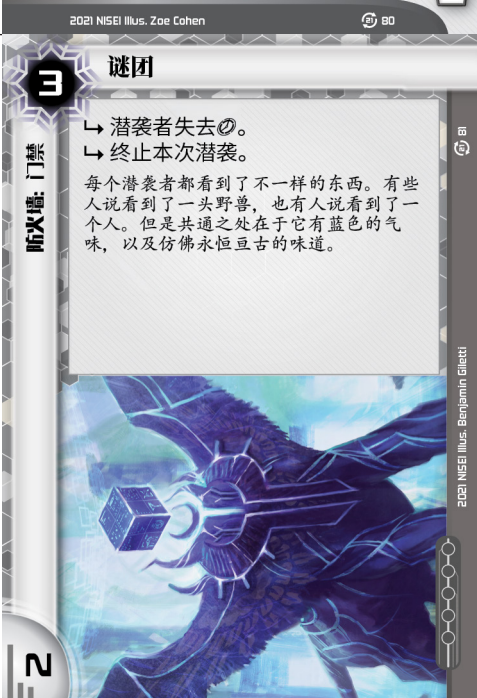 2021 NISEI Illus. Zoe Cohen
21 80
3
谜团
↳ 潜袭者失去。
↳ 终止本次潜袭。
每个潜袭者都看到了不一样的东西。有些
人说看到了一头野兽，也有人说看到了一
个人。但是共通之处在于它有蓝色的气
味，以及仿佛永恒亘古的味道。
防火墙：门禁
21 81
2021 NISEI Illus. Benjamin Giletti
2